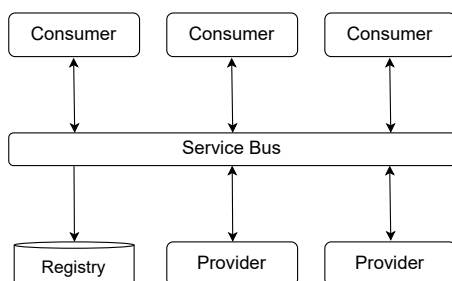 Consumer
Consumer
Consumer
Service Bus
Registry
Provider
Provider